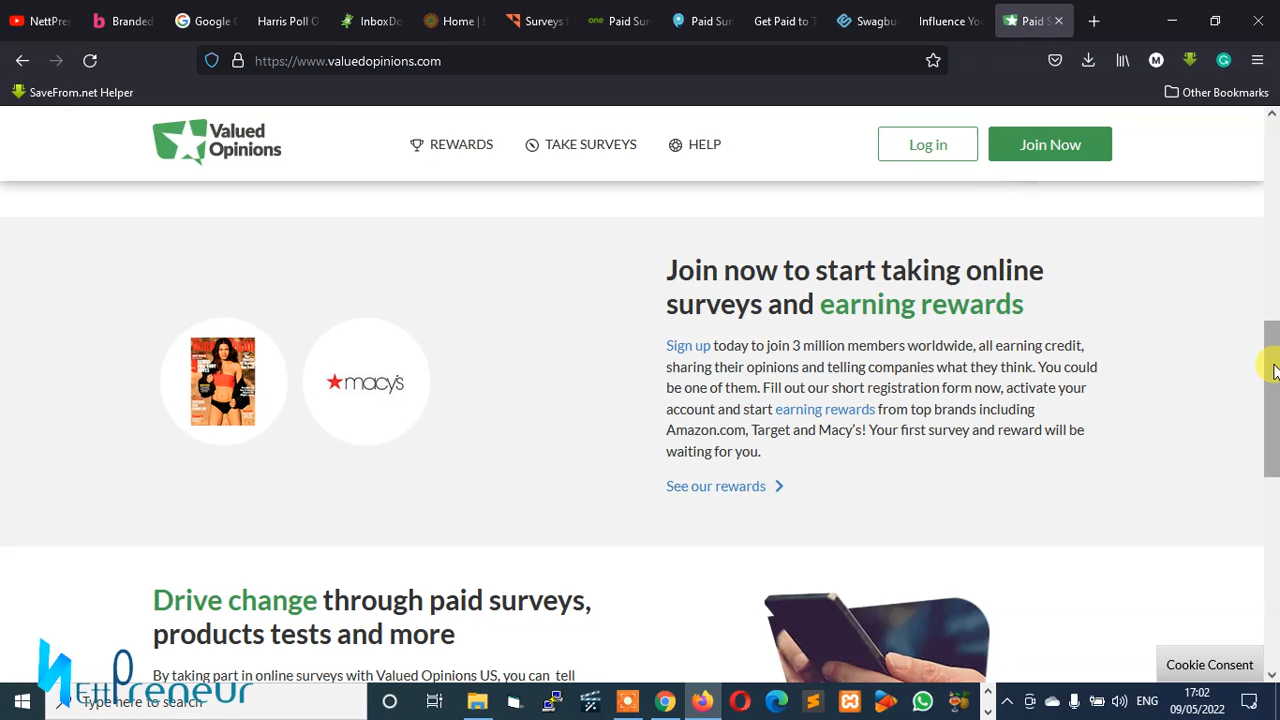 NettPre
Branded
Google
Harris Poll O
InboxDo
Home |
Surveys
Paid Sur
Paid Sur
Get Paid to T
Swagbu
Influence Yo
Paid S
https://www.valuedopinions.com
SaveFrom.net Helper
Other Bookmarks
Valued
Opinions
REWARDS
TAKE SURVEYS
HELP
Log in
Join Now
Join now to start taking online
surveys and earning rewards
Sign up today to join 3 million members worldwide, all earning credit,
sharing their opinions and telling companies what they think. You could
be one of them. Fill out our short registration form now, activate your
account and start earning rewards from top brands including
Amazon.com, Target and Macy's! Your first survey and reward will be
waiting for you.
See our rewards
macy's
Drive change through paid surveys,
products tests and more
By taking part in online surveys with Valued Opinions US, you can tell
Cookie Consent
NettPreneur
Type here to search
ENG
17:02
09/05/2022